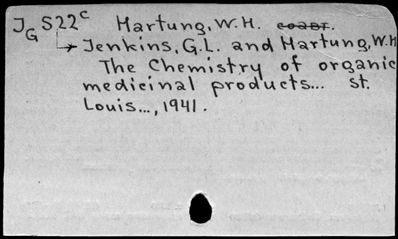 JG S22c Hartung, W.H. coaut.
Jenkins, G.L. and Hartung, W.H
The Chemistry of organic
medicinal products... St.
Louis..., 1941.